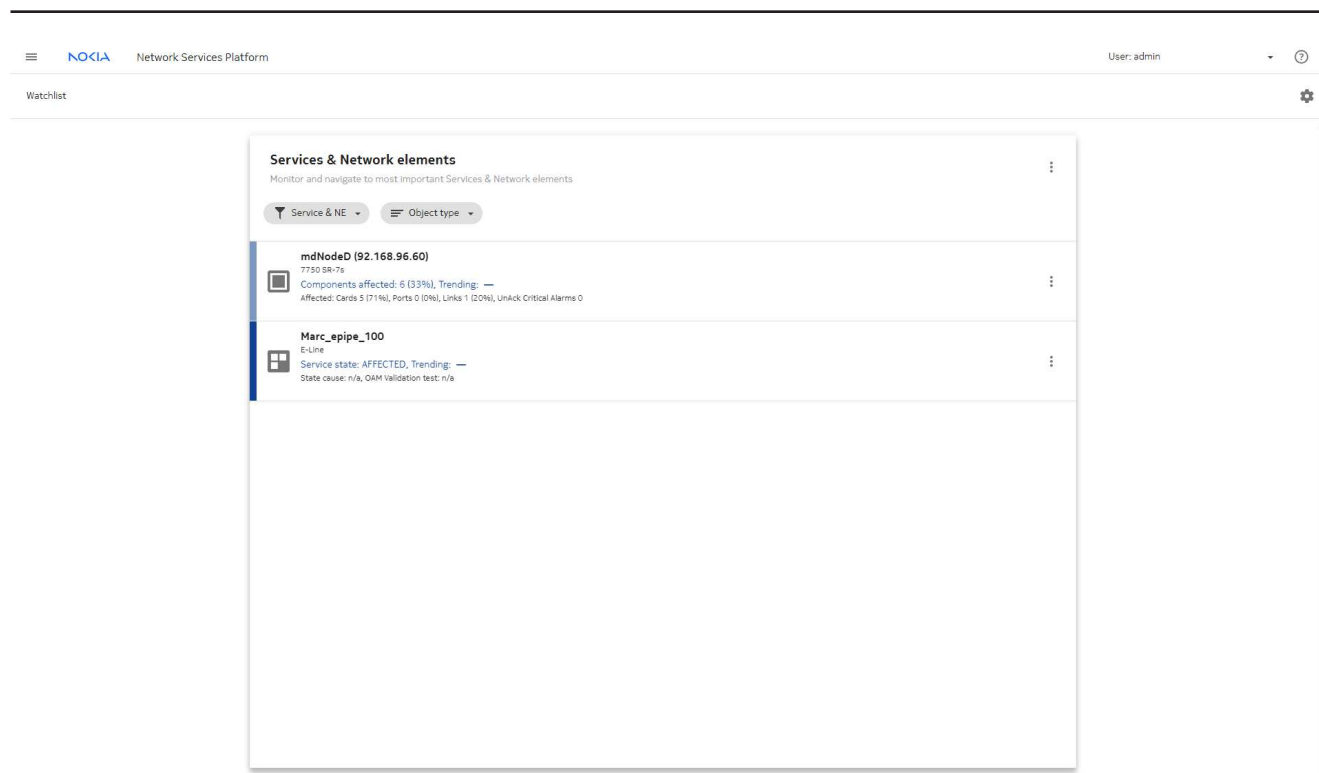 NOKIA Network Services Platform User: admin
Watchlist
Services & Network elements
Monitor and navigate to most important Services & Network elements
Service & NE Object type
mdNodeD (92.168.96.60)
7750 SR-7s
Components affected: 6 (33%), Trending: —
Affected: Cards 5 (71%), Ports 0 (0%), Links 1 (20%), UnAck Critical Alarms 0
Marc_epipe_100
E-Line
Service state: AFFECTED, Trending: —
State cause: n/a, OAM Validation test: n/a